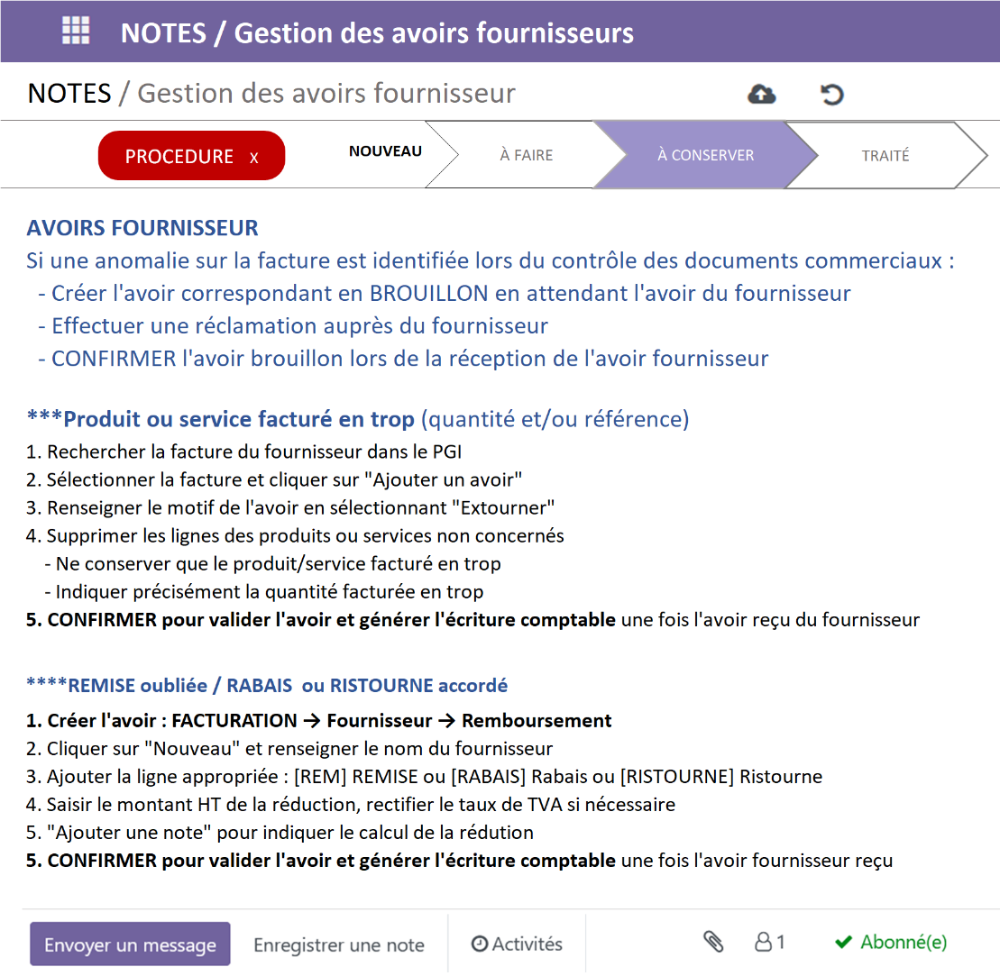 NOTES / Gestion des avoirs fournisseurs
NOTES / Gestion des avoirs fournisseur
PROCEDURE x
NOUVEAU
À FAIRE
À CONSERVER
TRAITÉ
AVOIRS FOURNISSEUR
Si une anomalie sur la facture est identifiée lors du contrôle des documents commerciaux :
- Créer l'avoir correspondant en BROUILLON en attendant l'avoir du fournisseur
- Effectuer une réclamation auprès du fournisseur
- CONFIRMER l'avoir brouillon lors de la réception de l'avoir fournisseur
***Produit ou service facturé en trop (quantité et/ou référence)
1. Rechercher la facture du fournisseur dans le PGI
2. Sélectionner la facture et cliquer sur "Ajouter un avoir"
3. Renseigner le motif de l'avoir en sélectionnant "Extourner"
4. Supprimer les lignes des produits ou services non concernés
- Ne conserver que le produit/service facturé en trop
- Indiquer précisément la quantité facturée en trop
5. CONFIRMER pour valider l'avoir et générer l'écriture comptable une fois l'avoir reçu du fournisseur
****REMISE oubliée / RABAIS ou RISTOURNE accordé
1. Créer l'avoir : FACTURATION → Fournisseur → Remboursement
2. Cliquer sur "Nouveau" et renseigner le nom du fournisseur
3. Ajouter la ligne appropriée : [REM] REMISE ou [RABAIS] Rabais ou [RISTOURNE] Ristourne
4. Saisir le montant HT de la réduction, rectifier le taux de TVA si nécessaire
5. "Ajouter une note" pour indiquer le calcul de la rédution
5. CONFIRMER pour valider l'avoir et générer l'écriture comptable une fois l'avoir fournisseur reçu
Envoyer un message
Enregistrer une note
Activités
1
Abonné(e)